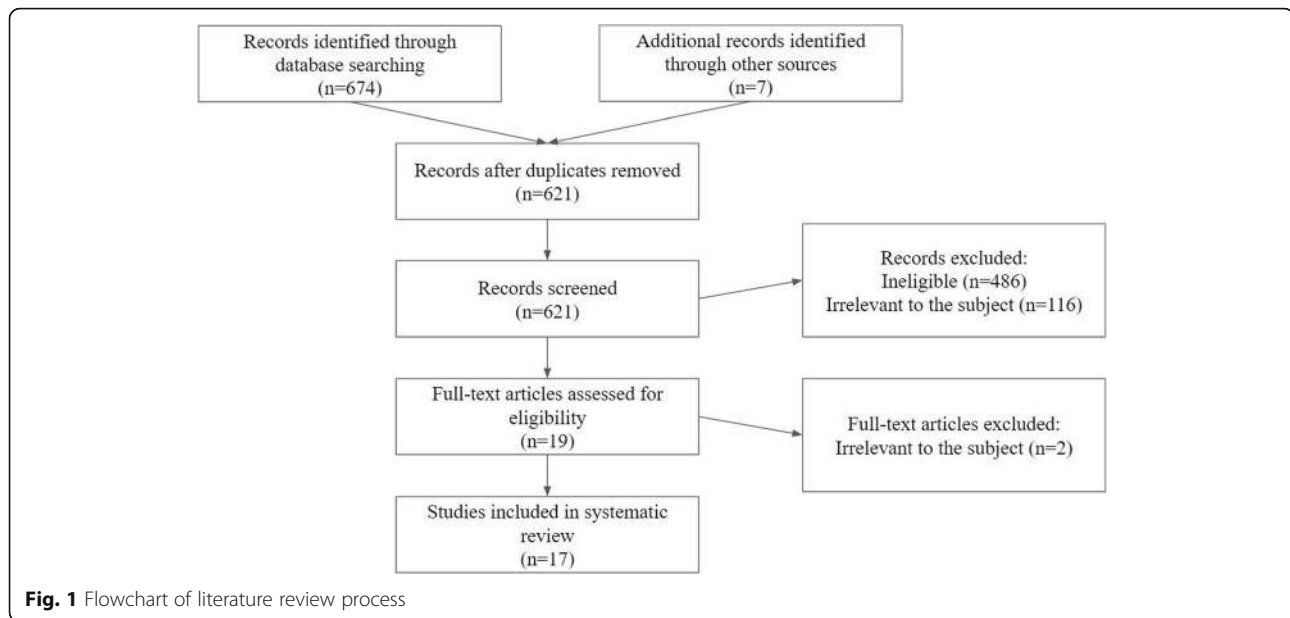 Records identified through
database searching
(n=674)
Additional records identified
through other sources
(n=7)
Records after duplicates removed
(n=621)
Records screened
(n=621)
Records excluded:
Ineligible (n=486)
Irrelevant to the subject (n=116)
Full-text articles assessed for
eligibility
(n=19)
Full-text articles excluded:
Irrelevant to the subject (n=2)
Studies included in systematic
review
(n=17)
Fig. 1 Flowchart of literature review process